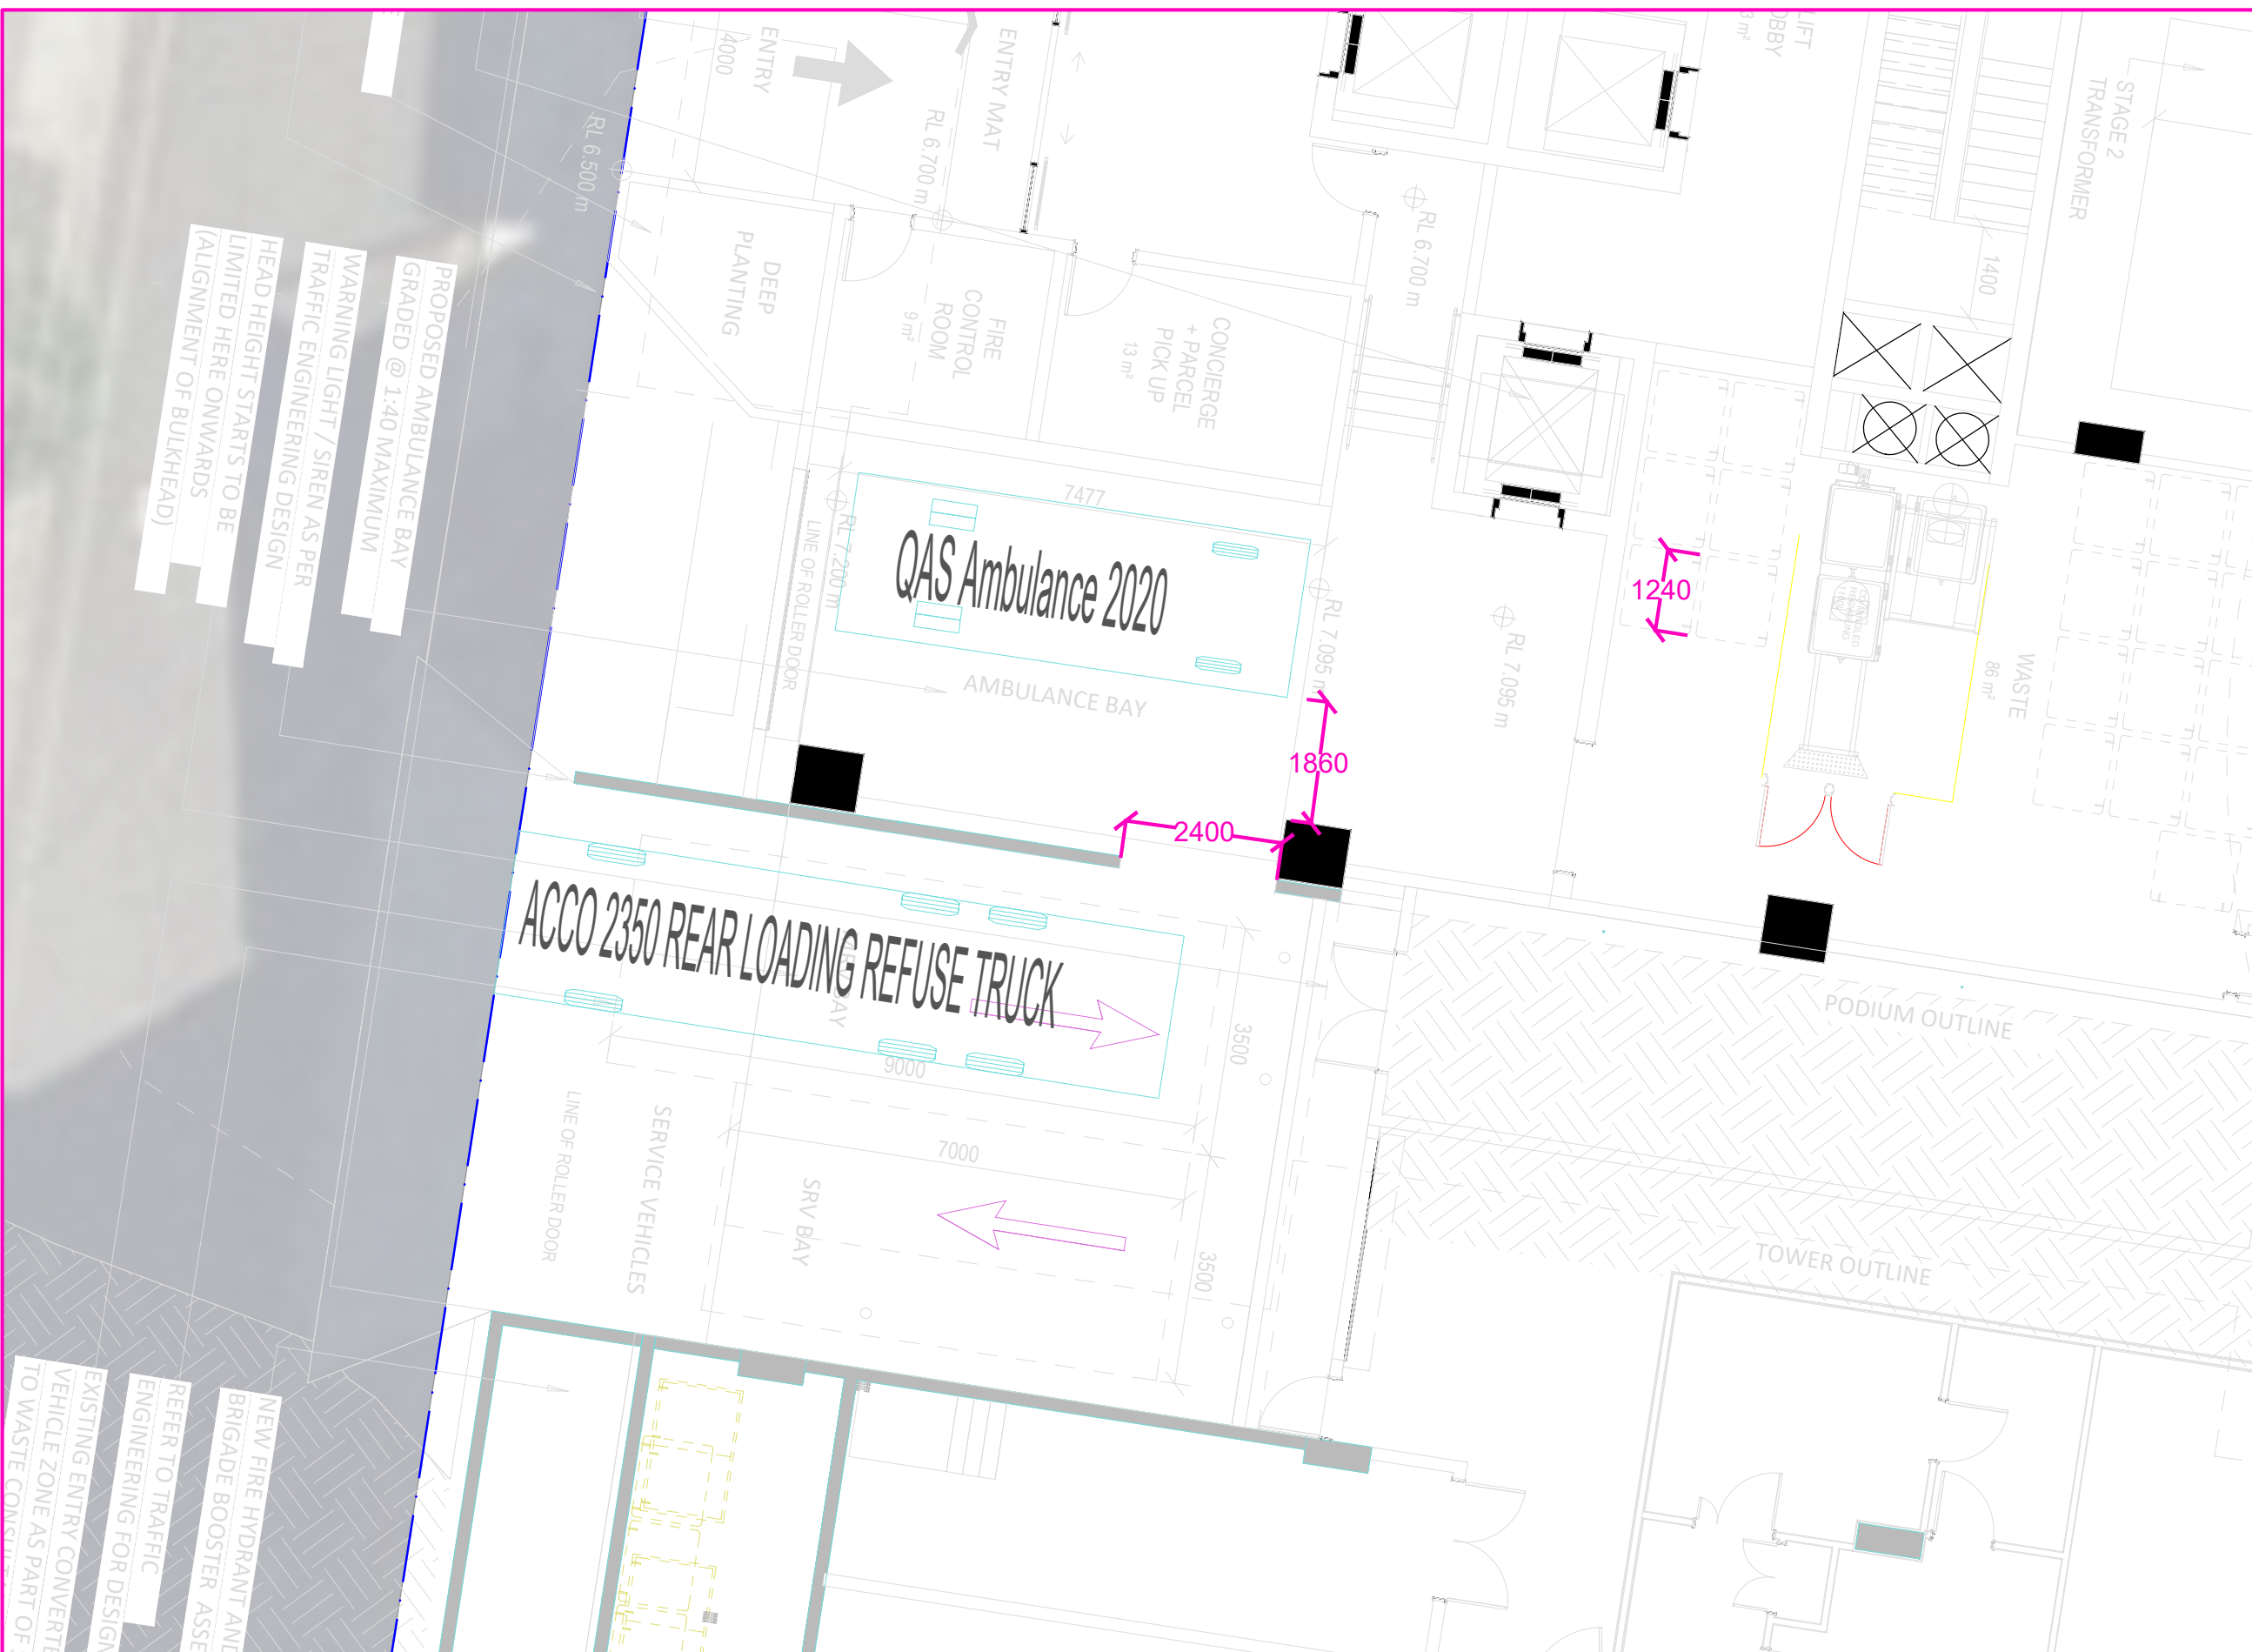 ENTRY
4000
ENTRY MAT
RL 6.500 m
RL 6.700 m
LIFT
3 m²
STAGE 2
TRANSFORMER
1400
RL 6.700 m
DEEP
PLANTING
FIRE
CONTROL
ROOM
9 m²
CONCIERGE
+ PARCEL
PICK UP
13 m²
PROPOSED AMBULANCE BAY
GRADED @ 1:40 MAXIMUM
WARNING LIGHT / SIREN AS PER
TRAFFIC ENGINEERING DESIGN
HEAD HEIGHT STARTS TO BE
LIMITED HERE ONWARDS
(ALIGNMENT OF BULKHEAD)
7477
QAS Ambulance 2020
RL 7.200 m
LINE OF ROLLER DOOR
AMBULANCE BAY
RL 7.095 m
RL 7.095 m
1240
1860
2400
WASTE
86 m²
ACCO 2350 REAR LOADING REFUSE TRUCK
BAY
9000
3500
7000
3500
LINE OF ROLLER DOOR
SERVICE VEHICLES
SRV BAY
PODIUM OUTLINE
TOWER OUTLINE
NEW FIRE HYDRANT AND
BRIGADE BOOSTER ASSE
REFER TO TRAFFIC
ENGINEERING FOR DESIGN
EXISTING ENTRY CONVERTE
VEHICLE ZONE AS PART OF
TO WASTE